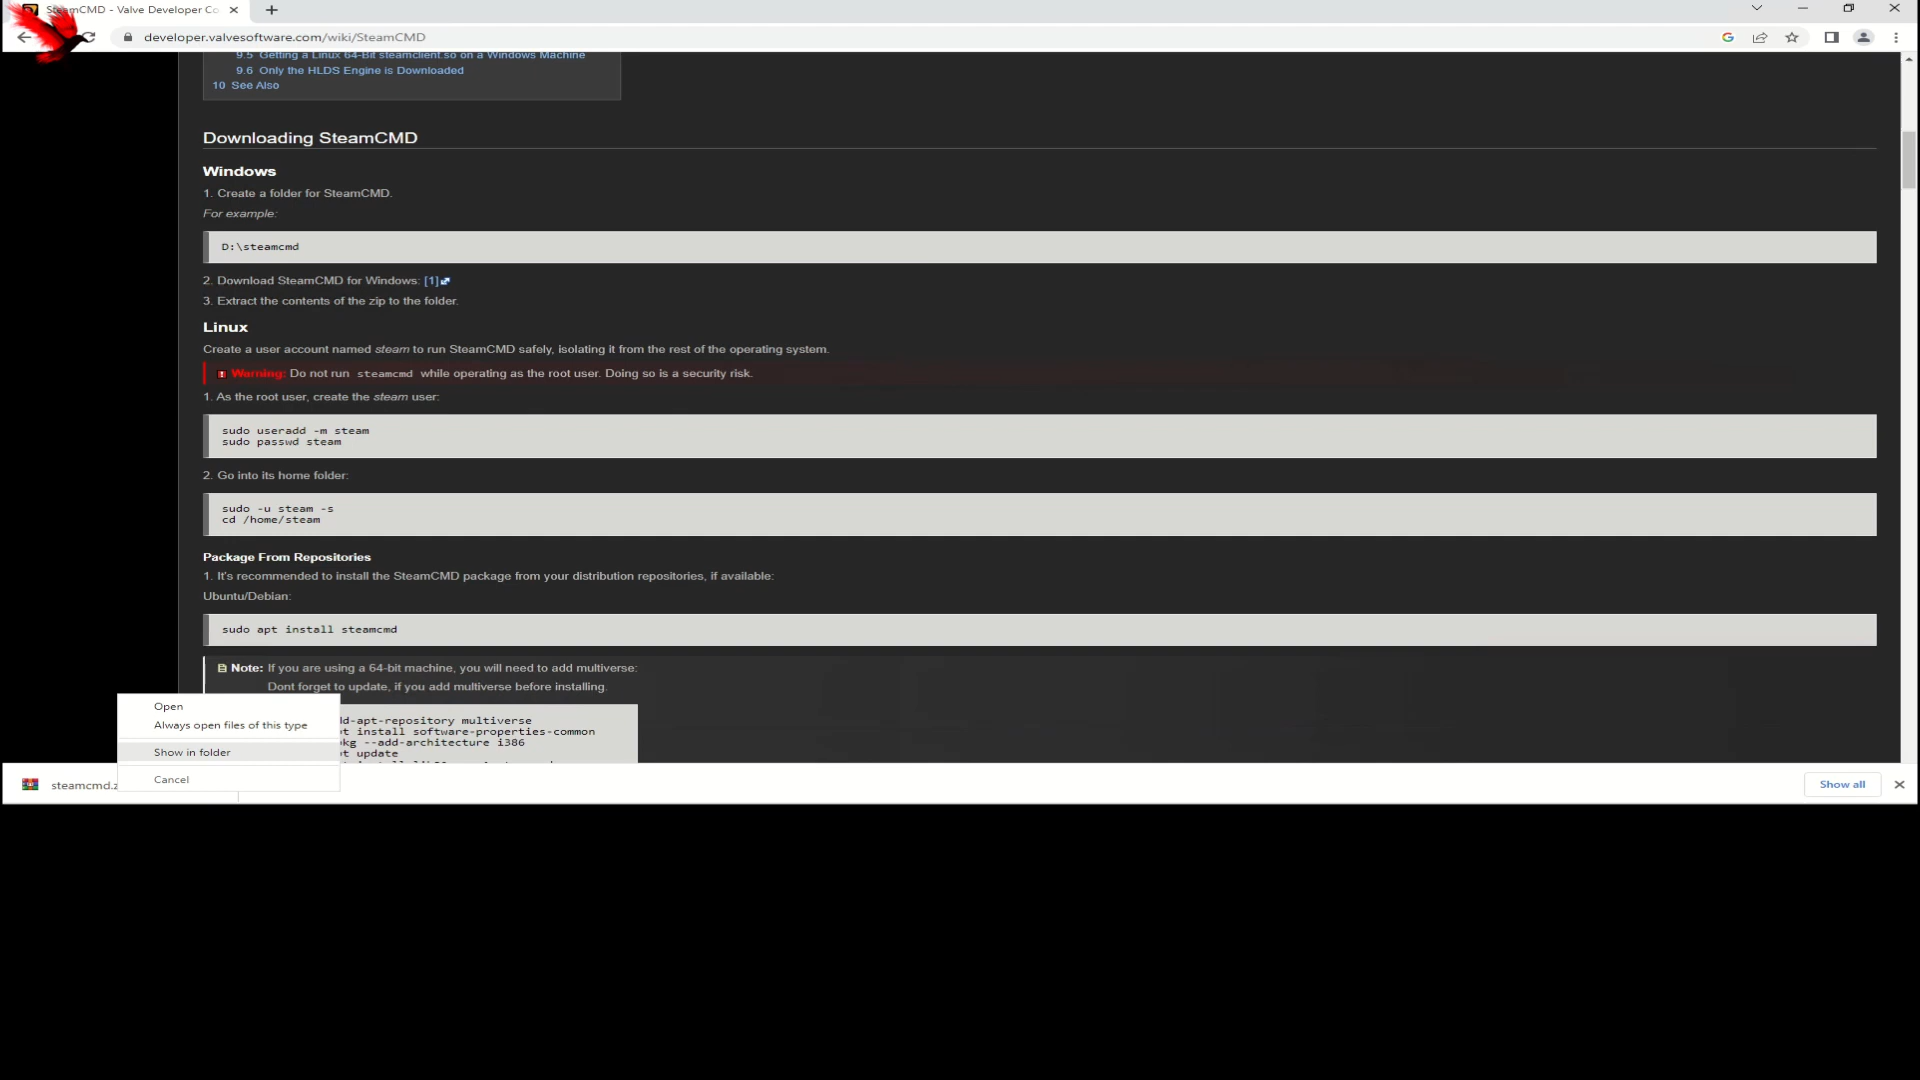 SteamCMD - Valve Developer Co
developer.valvesoftware.com/wiki/SteamCMD
9.5 Getting a Linux 64-Bit steamclient.so on a Windows Machine
9.6 Only the HLDS Engine is Downloaded
10 See Also
Downloading SteamCMD
Windows
1. Create a folder for SteamCMD.
For example:
D:\steamcmd
2. Download SteamCMD for Windows: [1]
3. Extract the contents of the zip to the folder.
Linux
Create a user account named steam to run SteamCMD safely, isolating it from the rest of the operating system.
Warning: Do not run steamcmd while operating as the root user. Doing so is a security risk.
1. As the root user, create the steam user:
sudo useradd -m steam
sudo passwd steam
2. Go into its home folder:
sudo -u steam -s
cd /home/steam
Package From Repositories
1. It's recommended to install the SteamCMD package from your distribution repositories, if available:
Ubuntu/Debian:
sudo apt install steamcmd
Note: If you are using a 64-bit machine, you will need to add multiverse:
Dont forget to update, if you add multiverse before installing.
dd-apt-repository multiverse
pt install software-properties-common
pkg --add-architecture i386
pt update
Open
Always open files of this type
Show in folder
Cancel
steamcmd.z
Show all